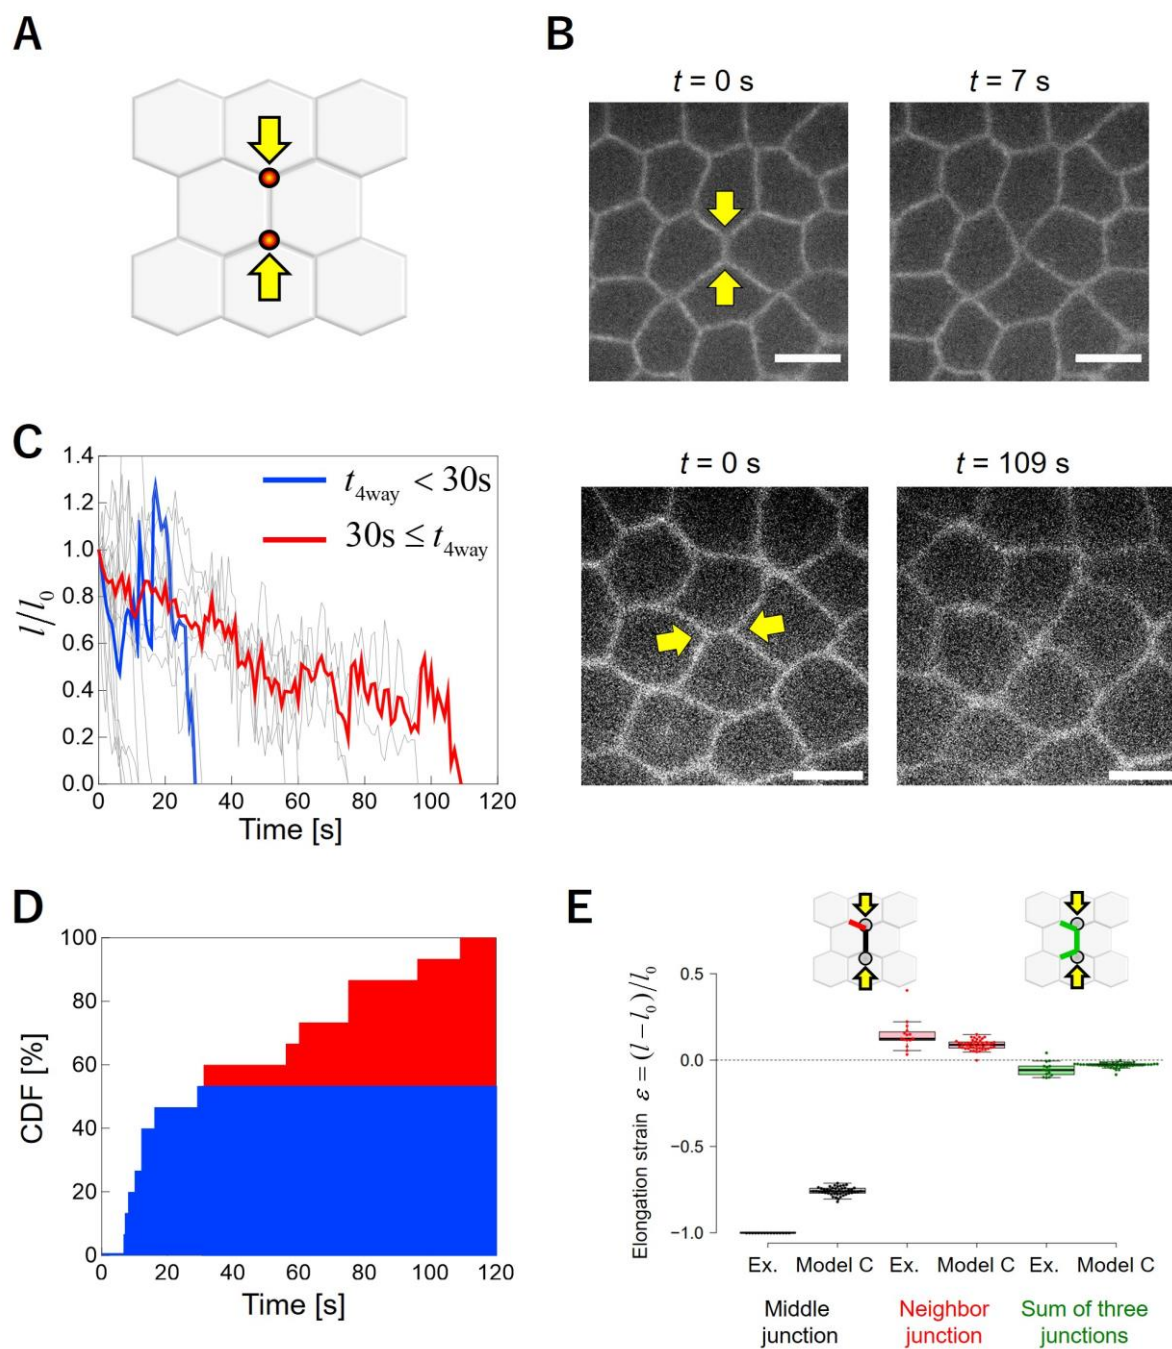 A
B
t = 0 s
t = 7 s
C
l/l0
1.4
1.2
1.0
0.8
0.6
0.4
0.2
0.0
t4way < 30s
30s ≤ t4way
0 20 40 60 80 100 120
Time [s]
t = 0 s
t = 109 s
D
CDF [%]
100
80
60
40
20
0
0 20 40 60 80 100 120
Time [s]
E
Elongation strain ε = (l − l0)/l0
0.5
0.0
−0.5
−1.0
Ex. Model C Ex. Model C Ex. Model C
Middle
junction
Neighbor
junction
Sum of three
junctions